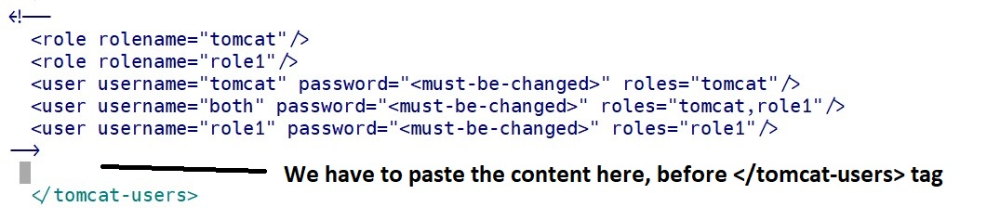 <!--
<role rolename="tomcat"/>
<role rolename="role1"/>
<user username="tomcat" password="<must-be-changed>" roles="tomcat"/>
<user username="both" password="<must-be-changed>" roles="tomcat,role1"/>
<user username="role1" password="<must-be-changed>" roles="role1"/>
-->
We have to paste the content here, before </tomcat-users> tag
</tomcat-users>